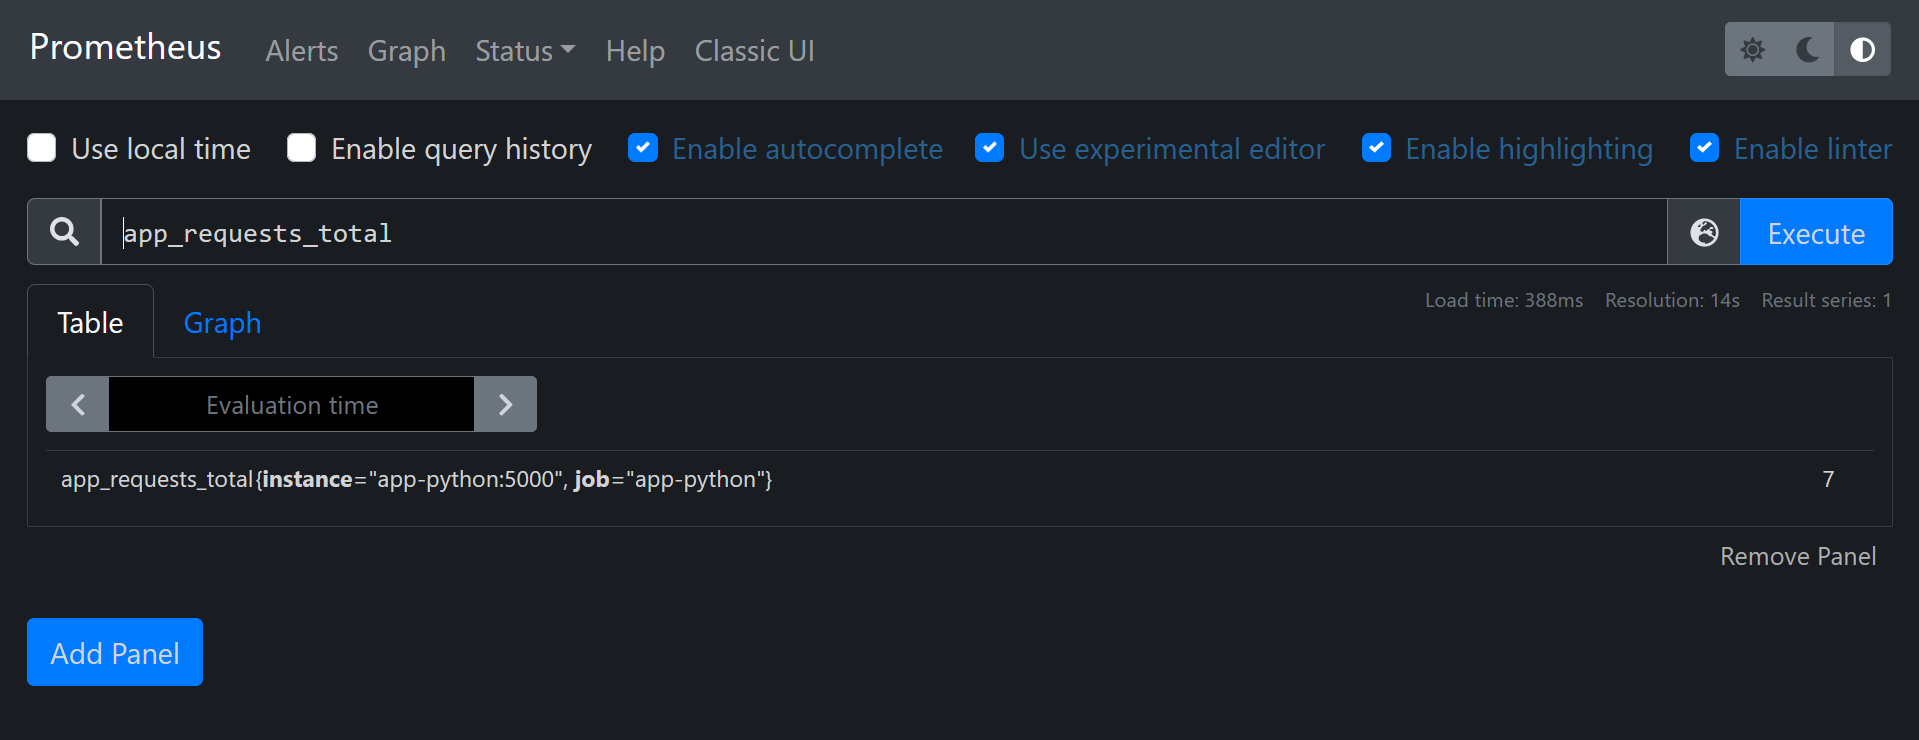 Prometheus Alerts Graph Status Help Classic UI
Use local time Enable query history Enable autocomplete Use experimental editor Enable highlighting Enable linter
app_requests_total Execute
Load time: 388ms Resolution: 14s Result series: 1
Table Graph
Evaluation time
app_requests_total{instance="app-python:5000", job="app-python"} 7
Remove Panel
Add Panel